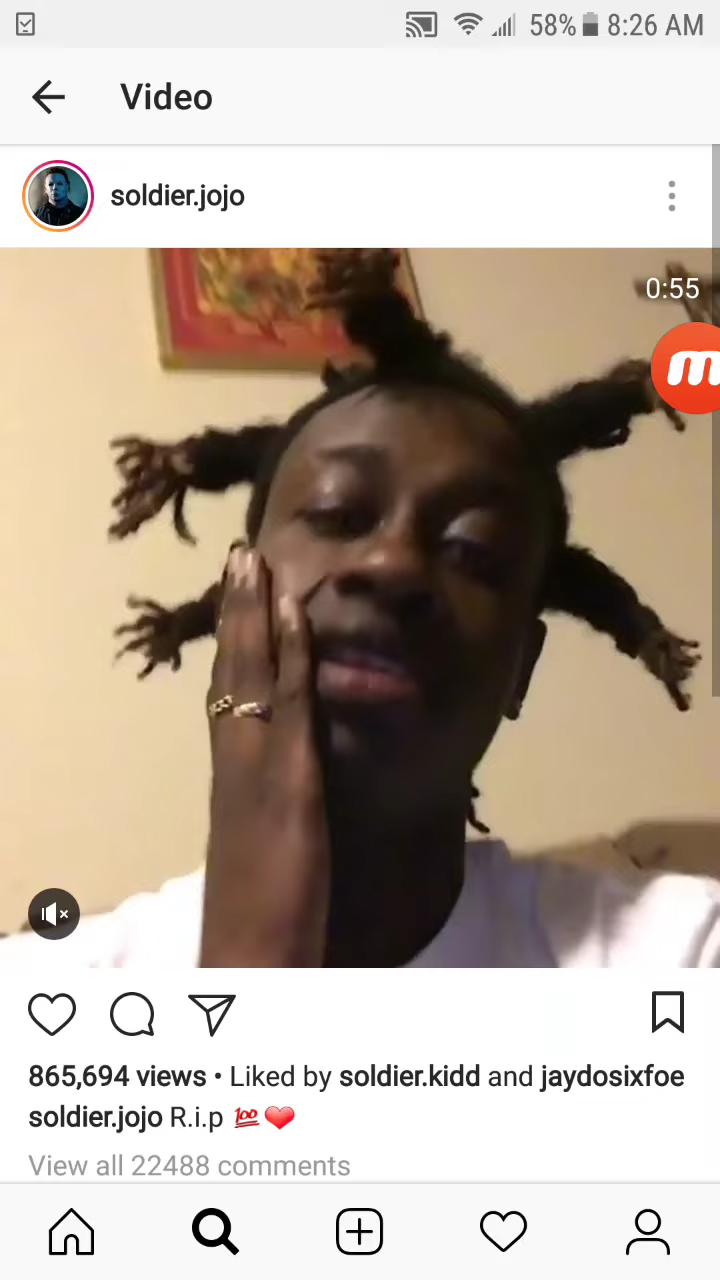 58% 8:26 AM
Video
soldier.jojo
0:55
m
865,694 views • Liked by soldier.kidd and jaydosixfoe
soldier.jojo R.i.p 💯❤️
View all 22488 comments